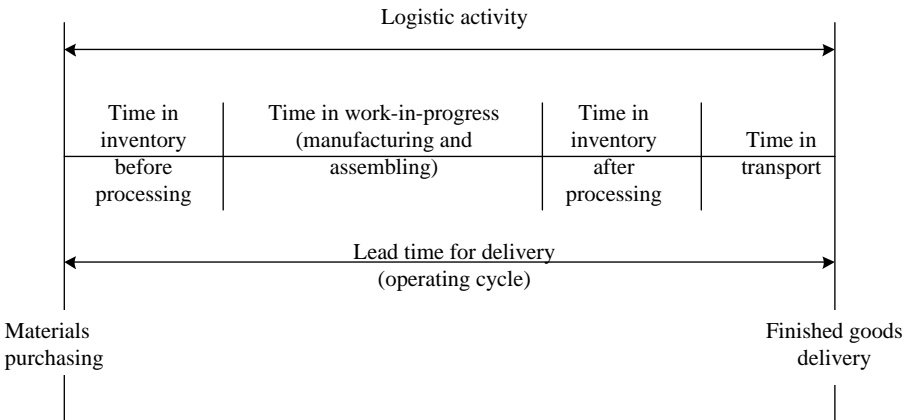 Logistic activity
Time in
inventory
before
processing
Time in work-in-progress
(manufacturing and
assembling)
Time in
inventory
after
processing
Time in
transport
Lead time for delivery
(operating cycle)
Materials
purchasing
Finished goods
delivery